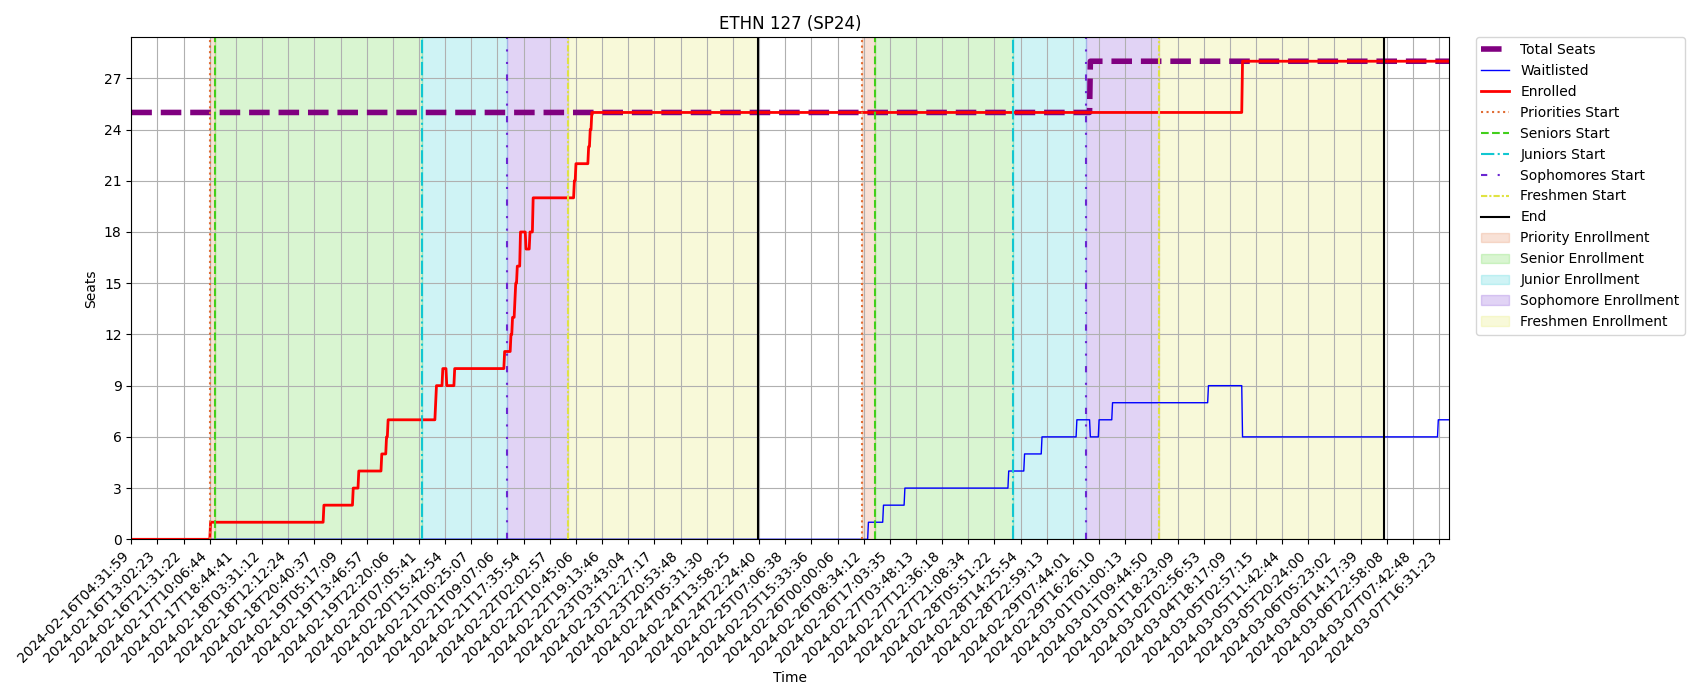 ETHN 127 (SP24)
Total Seats
Waitlisted
Enrolled
Priorities Start
Seniors Start
Juniors Start
Sophomores Start
Freshmen Start
End
Priority Enrollment
Senior Enrollment
Junior Enrollment
Sophomore Enrollment
Freshmen Enrollment
Seats
27
24
21
18
15
12
9
6
3
0
2024-02-16T04:31:59
2024-02-16T13:02:23
2024-02-16T21:31:22
2024-02-17T10:06:44
2024-02-17T18:44:41
2024-02-18T03:31:12
2024-02-18T12:12:24
2024-02-18T20:40:37
2024-02-19T05:17:09
2024-02-19T13:46:57
2024-02-19T22:20:06
2024-02-20T07:05:41
2024-02-20T15:42:54
2024-02-21T00:25:07
2024-02-21T09:07:06
2024-02-21T17:35:54
2024-02-22T02:02:57
2024-02-22T10:45:06
2024-02-22T19:13:46
2024-02-23T03:43:04
2024-02-23T12:27:17
2024-02-23T20:53:48
2024-02-24T05:31:30
2024-02-24T13:58:25
2024-02-24T22:24:40
2024-02-25T07:06:38
2024-02-25T15:33:36
2024-02-26T00:00:06
2024-02-26T08:34:12
2024-02-26T17:03:35
2024-02-27T03:48:13
2024-02-27T12:36:18
2024-02-27T21:08:34
2024-02-28T05:51:22
2024-02-28T14:25:54
2024-02-28T22:59:13
2024-02-29T07:44:01
2024-02-29T16:26:10
2024-03-01T01:00:13
2024-03-01T09:44:50
2024-03-01T18:23:09
2024-03-02T02:56:53
2024-03-04T18:17:09
2024-03-05T02:57:15
2024-03-05T11:42:44
2024-03-05T20:24:00
2024-03-06T05:23:02
2024-03-06T14:17:39
2024-03-06T22:58:08
2024-03-07T07:42:48
2024-03-07T16:31:23
Time